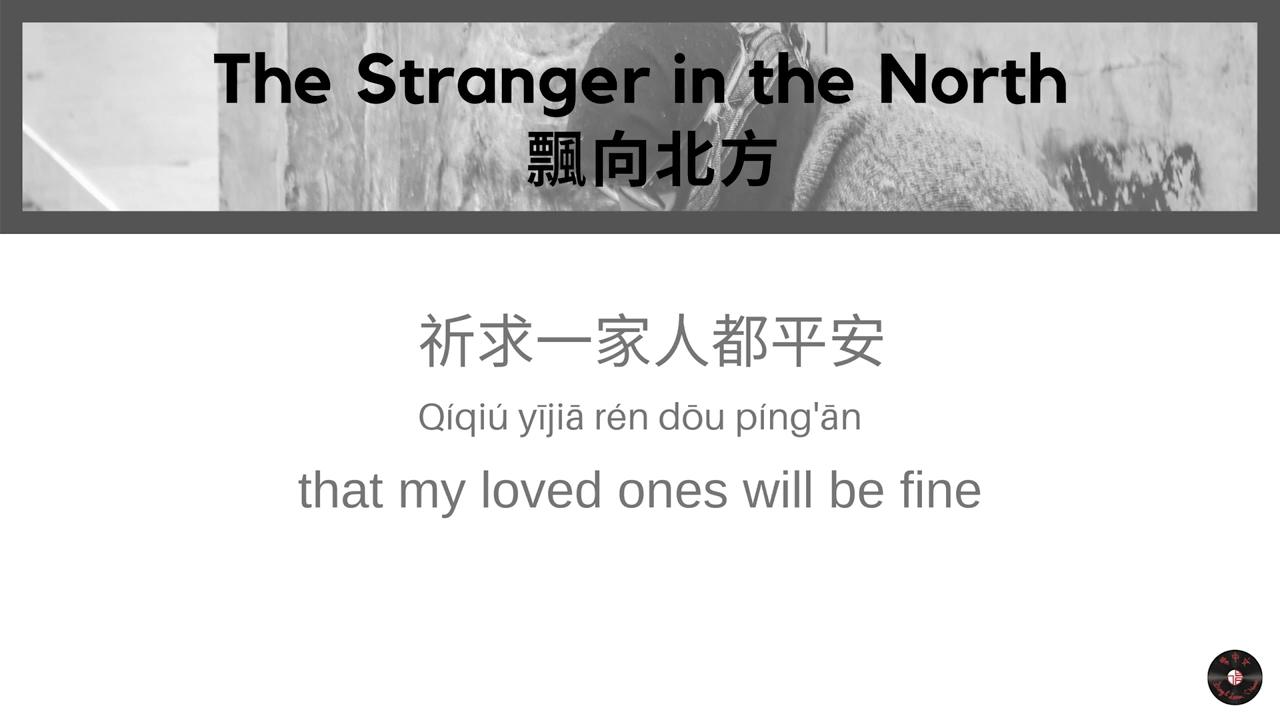 The Stranger in the North
飄向北方
祈求一家人都平安
Qíqiú yījiā rén dōu píng'ān
that my loved ones will be fine